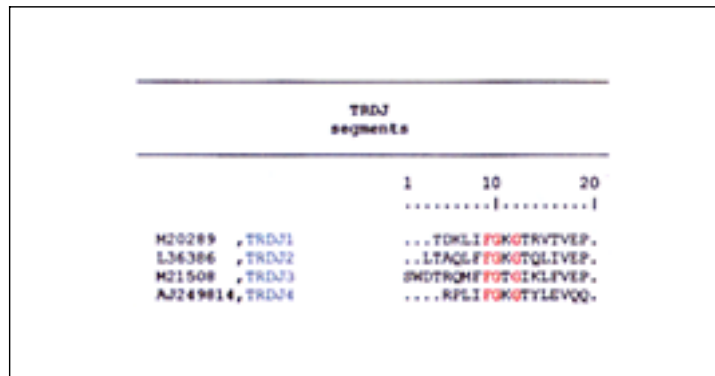 TRDJ
segments
1 10 20
.........|.........|
M20289 ,TRDJ1 ...TDKLIFGKGTRVTVEP.
L36386 ,TRDJ2 ..LTAQLFFGKGTQLIVEP.
M21508 ,TRDJ3 SWDTRQMFFGTGIKLFVEP.
AJ249814,TRDJ4 ....RPLIFGKGTYLEVQQ.